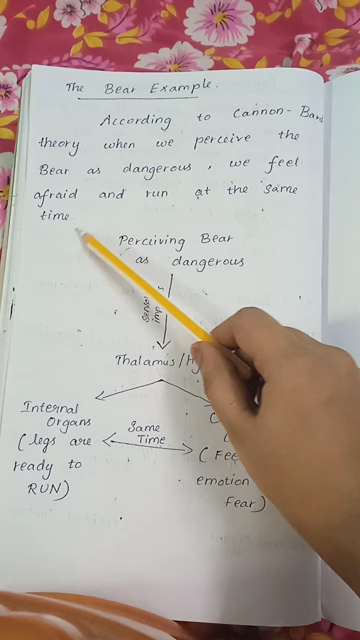 The Bear Example.
According to Cannon-Bard
theory when we perceive the
Bear as dangerous, we feel
afraid and run at the same
time.
Perceiving Bear
as dangerous
Thalamus/
Internal
Organs
(legs are
ready to
RUN)
Same
Time
(
(
emotion
Fear)